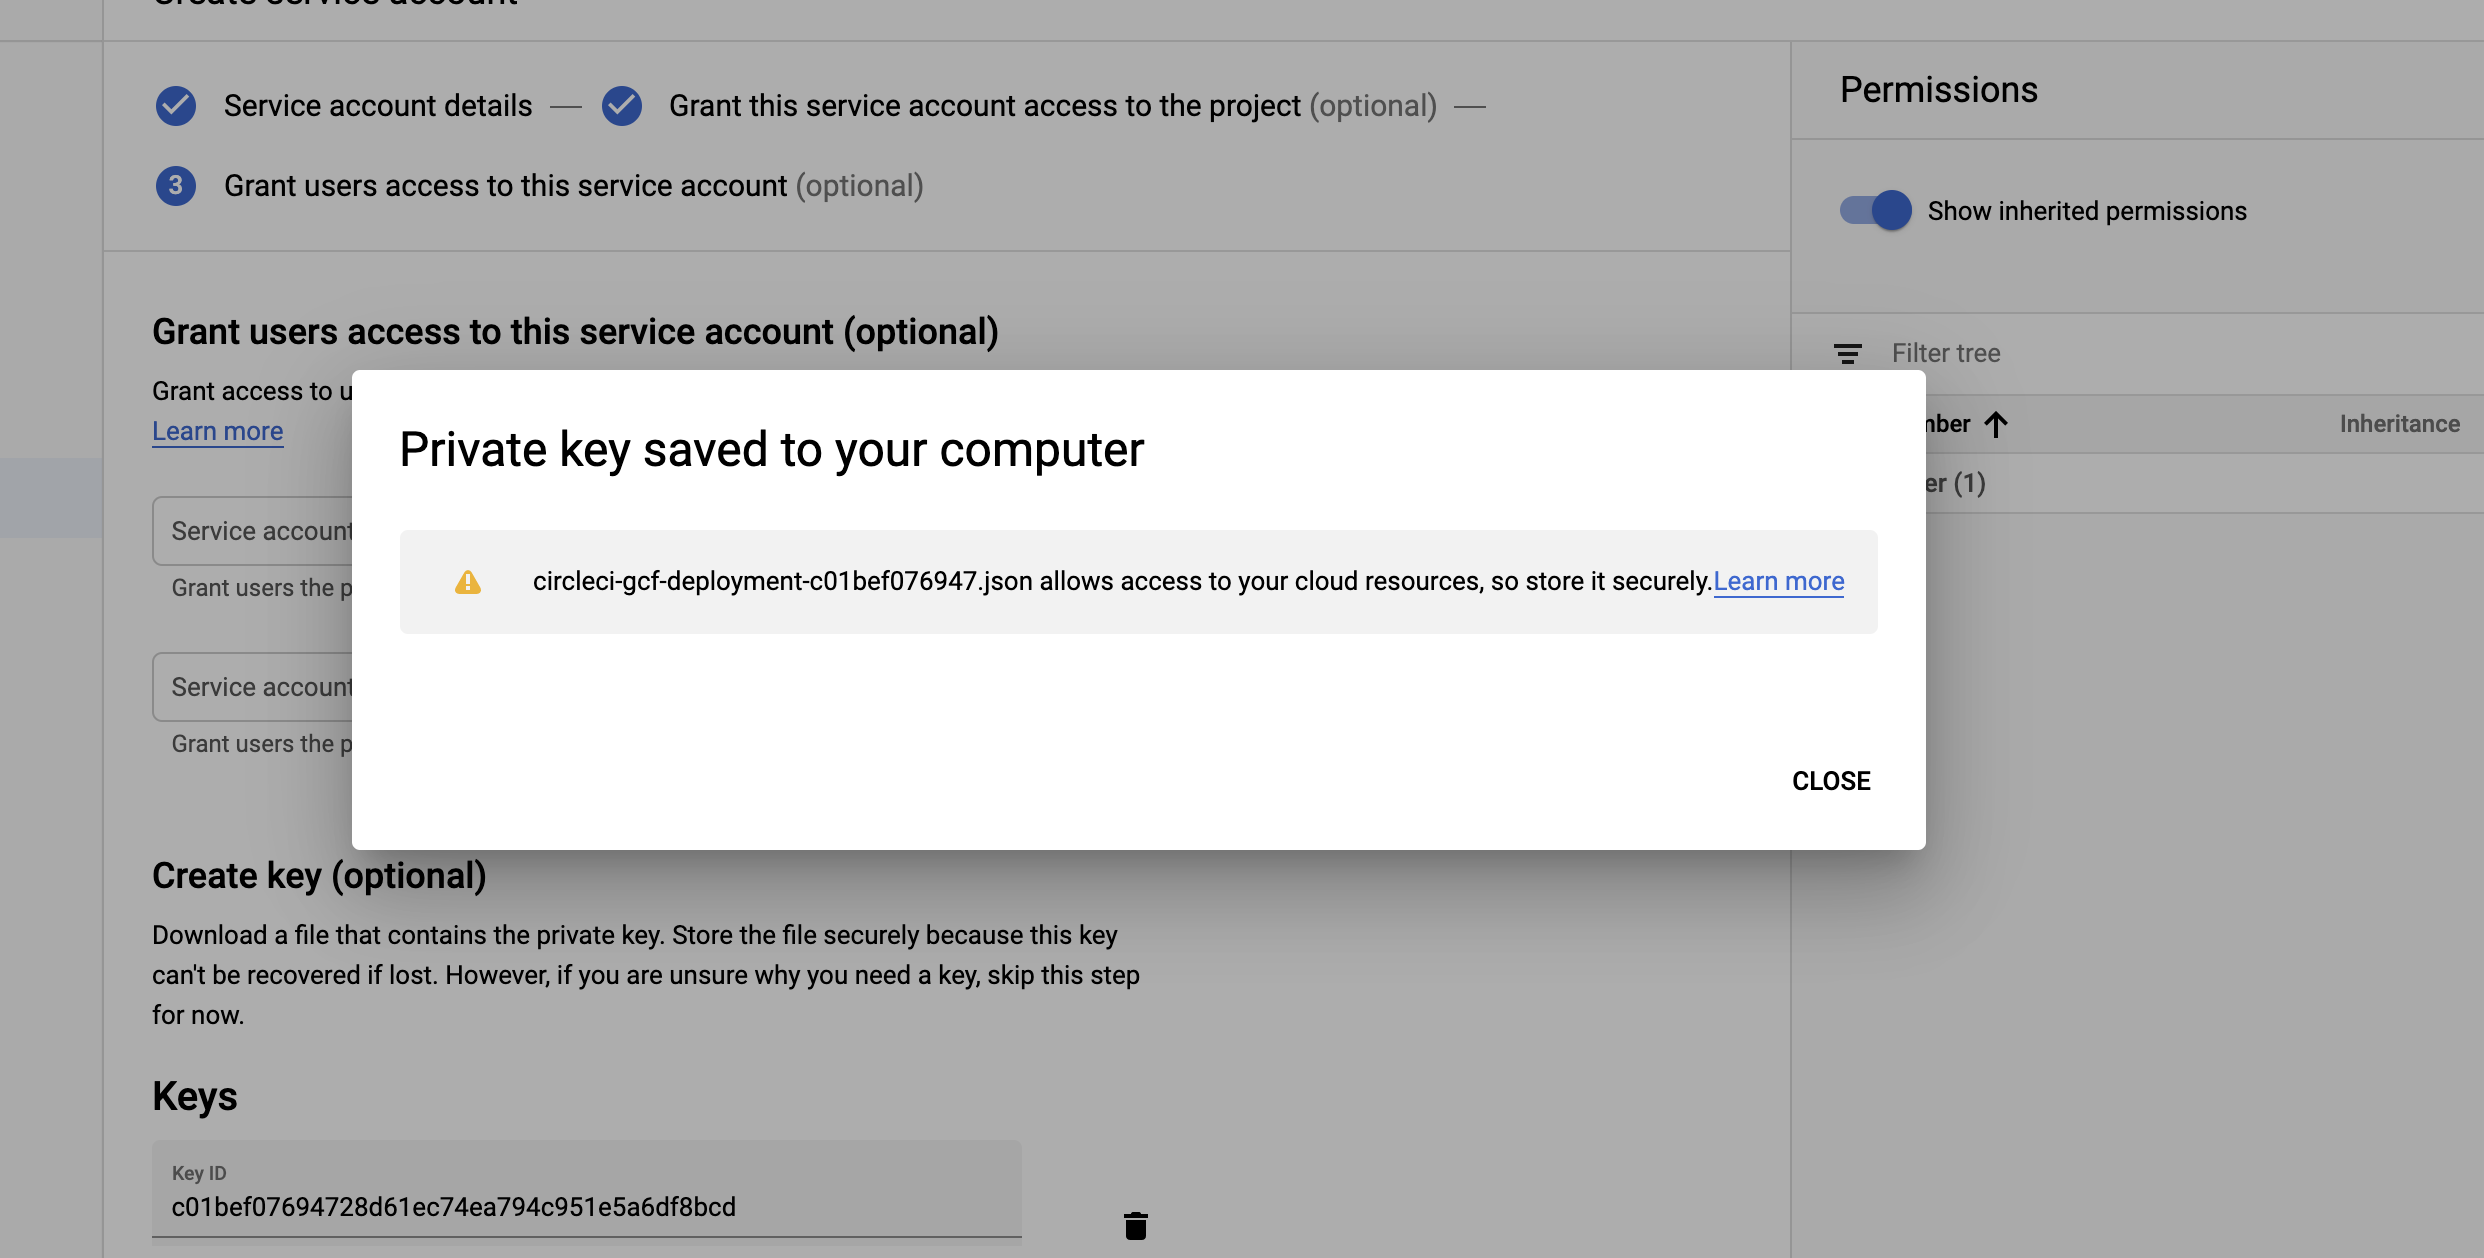 Create service account
Service account details — Grant this service account access to the project (optional) —
3 Grant users access to this service account (optional)
Permissions
Show inherited permissions
Grant users access to this service account (optional)
Filter tree
Grant access to u
Learn more
mber Inheritance
er (1)
Private key saved to your computer
Service account
circleci-gcf-deployment-c01bef076947.json allows access to your cloud resources, so store it securely.Learn more
Grant users the p
Service account
Grant users the p
CLOSE
Create key (optional)
Download a file that contains the private key. Store the file securely because this key
can't be recovered if lost. However, if you are unsure why you need a key, skip this step
for now.
Keys
Key ID
c01bef07694728d61ec74ea794c951e5a6df8bcd